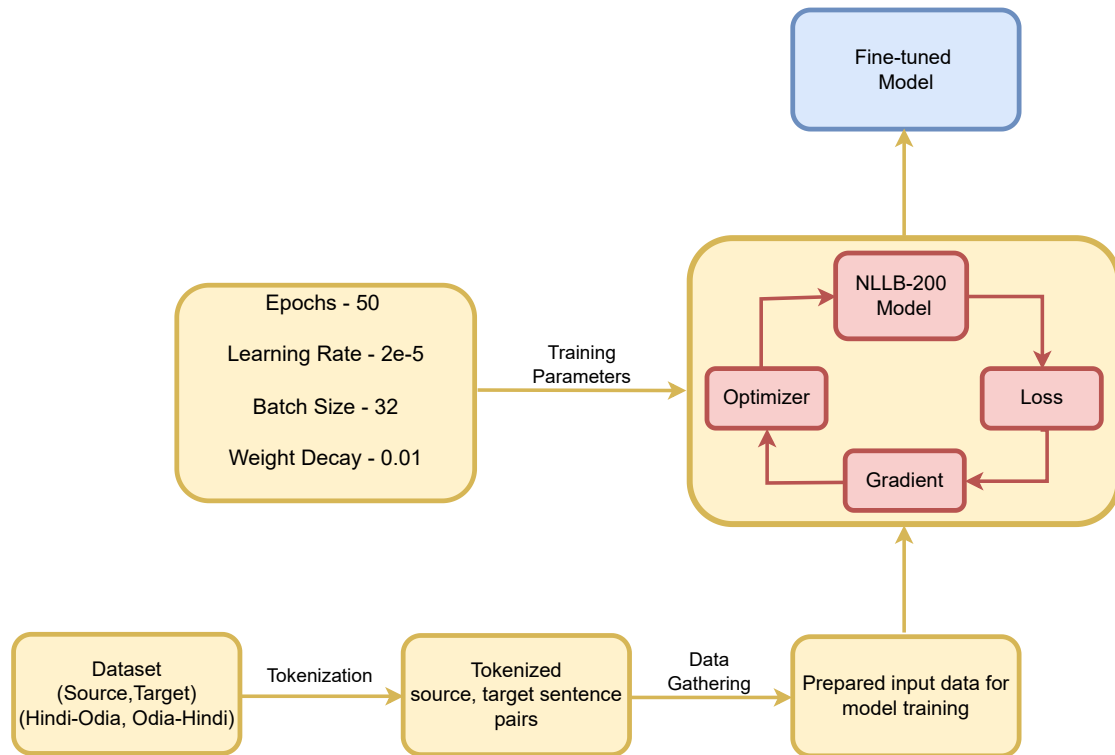 Fine-tuned
Model
NLLB-200
Model
Epochs - 50
Learning Rate - 2e-5
Batch Size - 32
Weight Decay - 0.01
Training
Parameters
Optimizer
Loss
Gradient
Dataset
(Source,Target)
(Hindi-Odia, Odia-Hindi)
Tokenization
Tokenized
source, target sentence
pairs
Data
Gathering
Prepared input data for
model training